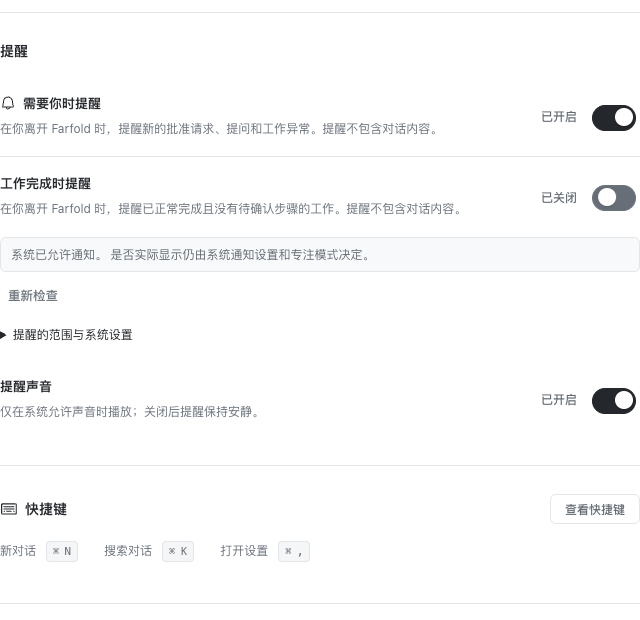 提醒
需要你时提醒
在你离开 Farfold 时，提醒新的批准请求、提问和工作异常。提醒不包含对话内容。
已开启
工作完成时提醒
在你离开 Farfold 时，提醒已正常完成且没有待确认步骤的工作。提醒不包含对话内容。
已关闭
系统已允许通知。 是否实际显示仍由系统通知设置和专注模式决定。
重新检查
▶ 提醒的范围与系统设置
提醒声音
仅在系统允许声音时播放；关闭后提醒保持安静。
已开启
快捷键
查看快捷键
新对话 ⌘ N 搜索对话 ⌘ K 打开设置 ⌘ ,